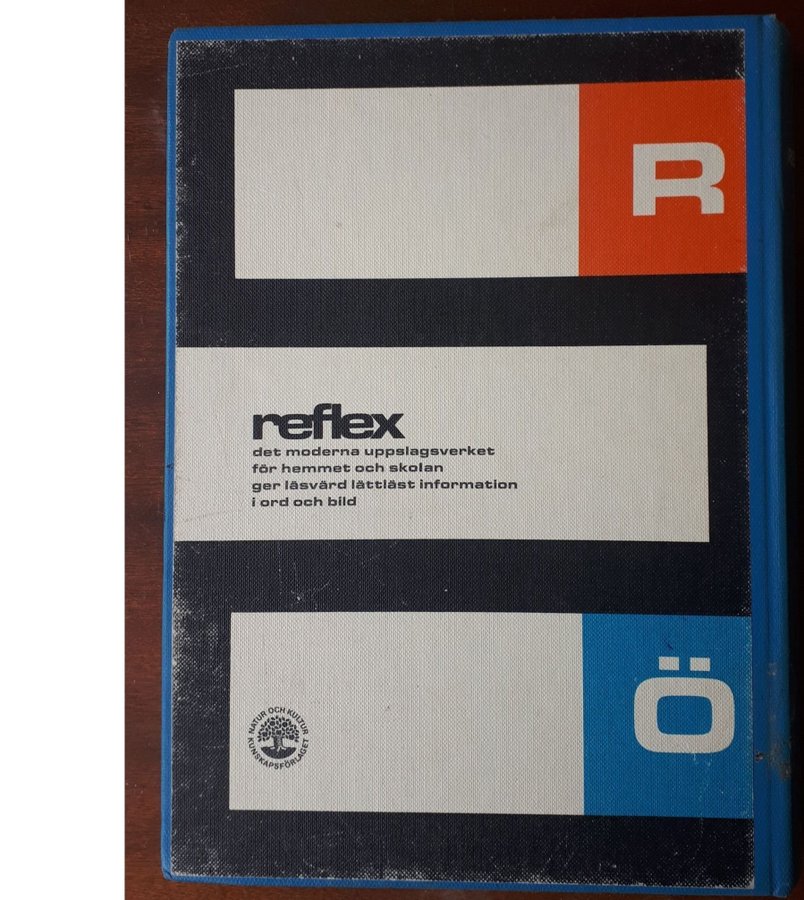 R
reflex
det moderna uppslagsverket
för hemmet och skolan
ger läsvärd lättläst information
i ord och bild
Ö
NATUR OCH KULTUR
KUNSKAPSFÖRLAGET